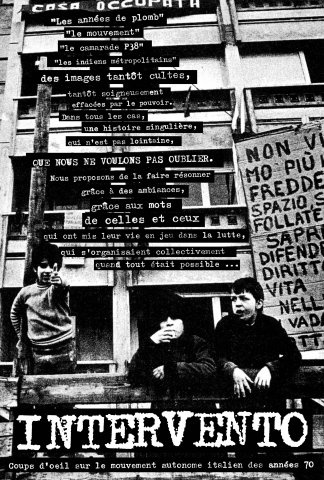 CASA OCCUPATA
"Les années de plomb"
"le mouvement"
"le camarade P38"
"les indiens métropolitains"
des images tantôt cultes,
tantôt soigneusement
effacées par le pouvoir.
Dans tous les cas,
une histoire singulière,
qui n'est pas lointaine,
QUE NOUS NE VOULONS PAS OUBLIER.
Nous proposons de la faire résonner
grâce à des ambiances,
grâce aux mots
de celles et ceux
qui ont mis leur vie en jeu dans la lutte,
qui s'organisaient collectivement
quand tout était possible ...
NON VI
MO PIÙ I
FREDDE
SPAZIO S
FOLLATE
SAPR
DIFENDE
DIRIT
VITA
NELL
VADA
TT
INTERVENTO
Coups d'oeil sur le mouvement autonome italien des années 70